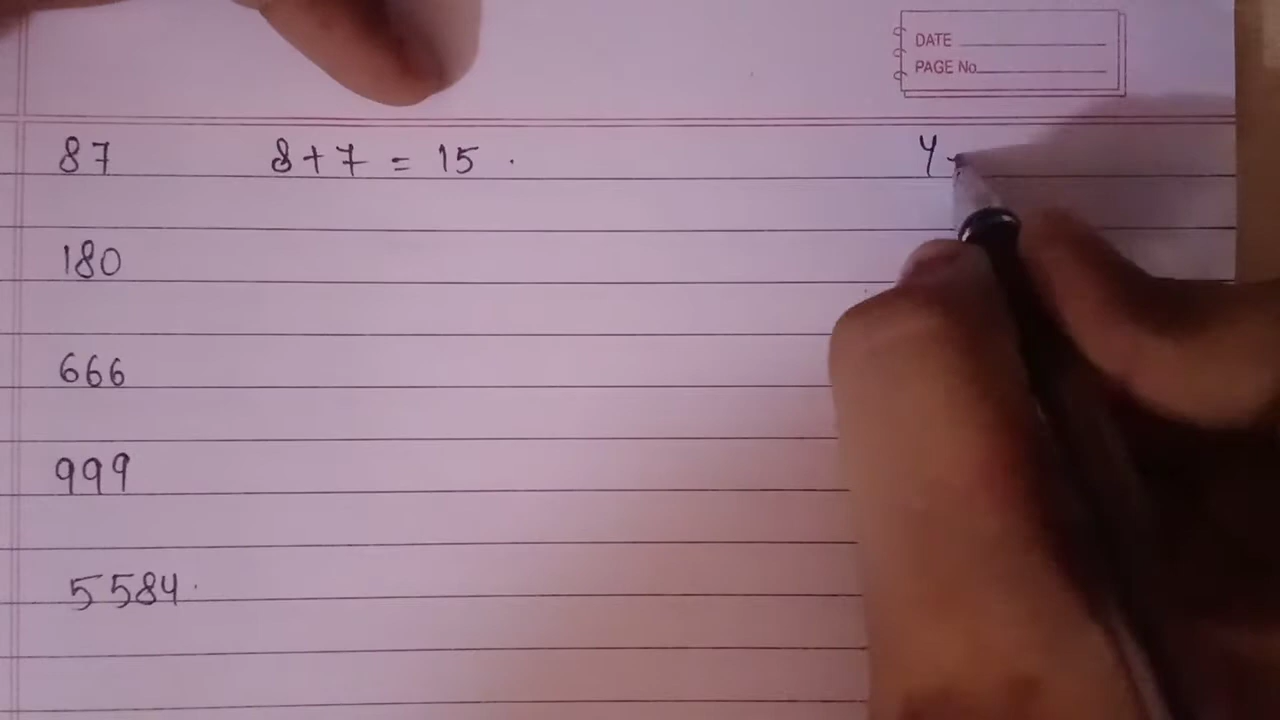 DATE
PAGE No.
87 8+7 = 15 . Y
180
666
999
5584.